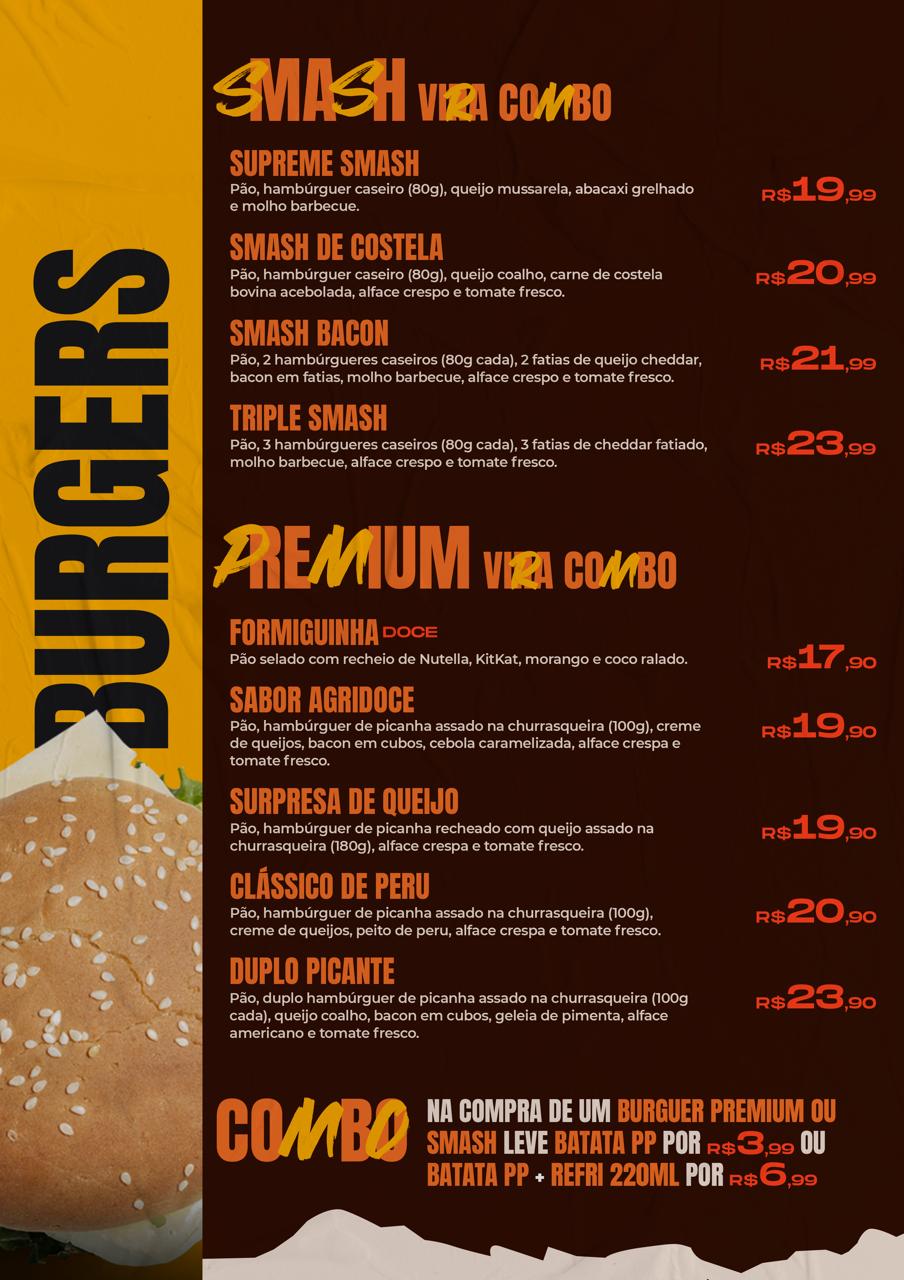 BURGERS
SMASH VIRA COMBO
SUPREME SMASH
Pão, hambúrguer caseiro (80g), queijo mussarela, abacaxi grelhado
e molho barbecue.
R$19,99
SMASH DE COSTELA
Pão, hambúrguer caseiro (80g), queijo coalho, carne de costela
bovina acebolada, alface crespo e tomate fresco.
R$20,99
SMASH BACON
Pão, 2 hambúrgueres caseiros (80g cada), 2 fatias de queijo cheddar,
bacon em fatias, molho barbecue, alface crespo e tomate fresco.
R$21,99
TRIPLE SMASH
Pão, 3 hambúrgueres caseiros (80g cada), 3 fatias de cheddar fatiado,
molho barbecue, alface crespo e tomate fresco.
R$23,99
PREMIUM VIRA COMBO
FORMIGUINHA DOCE
Pão selado com recheio de Nutella, KitKat, morango e coco ralado.
R$17,90
SABOR AGRIDOCE
Pão, hambúrguer de picanha assado na churrasqueira (100g), creme
de queijos, bacon em cubos, cebola caramelizada, alface crespa e
tomate fresco.
R$19,90
SURPRESA DE QUEIJO
Pão, hambúrguer de picanha recheado com queijo assado na
churrasqueira (180g), alface crespa e tomate fresco.
R$19,90
CLÁSSICO DE PERU
Pão, hambúrguer de picanha assado na churrasqueira (100g),
creme de queijos, peito de peru, alface crespa e tomate fresco.
R$20,90
DUPLO PICANTE
Pão, duplo hambúrguer de picanha assado na churrasqueira (100g
cada), queijo coalho, bacon em cubos, geleia de pimenta, alface
americano e tomate fresco.
R$23,90
COMBO
NA COMPRA DE UM BURGUER PREMIUM OU
SMASH LEVE BATATA PP POR R$3,99 OU
BATATA PP + REFRI 220ML POR R$6,99